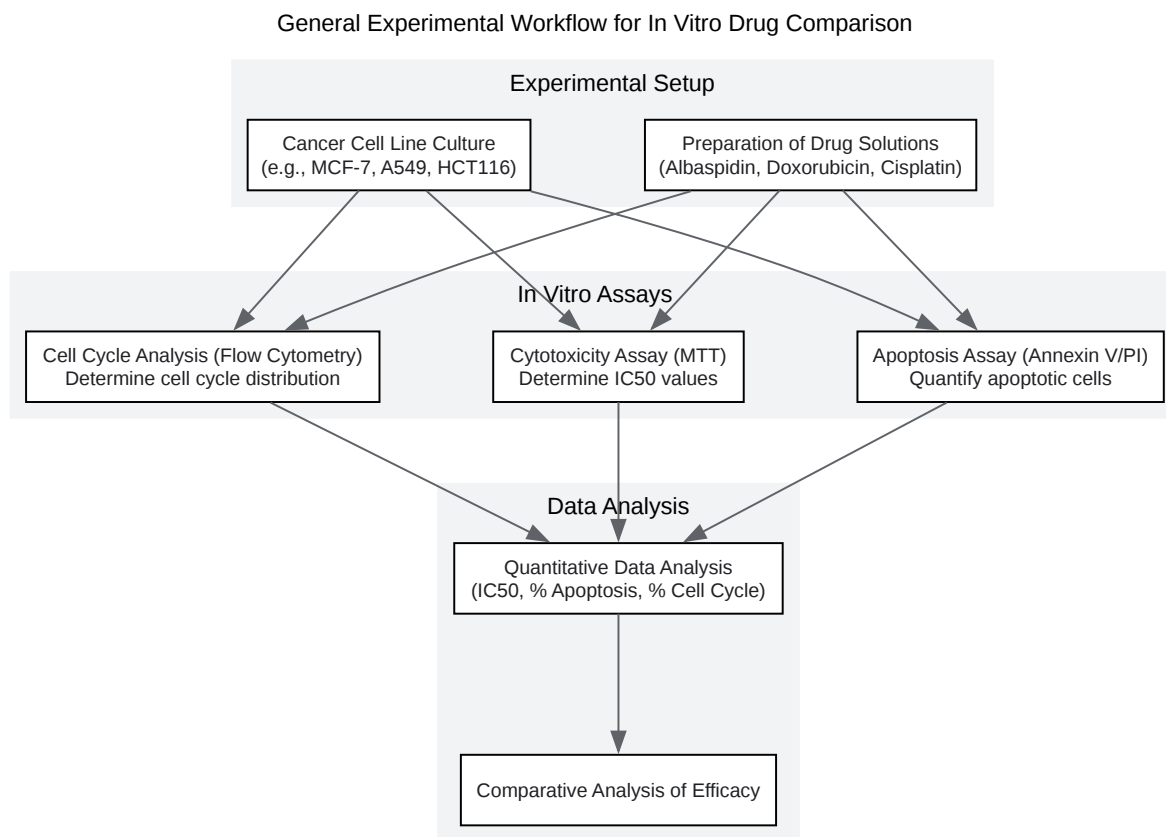 General Experimental Workflow for In Vitro Drug Comparison
Experimental Setup
Cancer Cell Line Culture
(e.g., MCF-7, A549, HCT116)
Preparation of Drug Solutions
(Albaspidin, Doxorubicin, Cisplatin)
In Vitro Assays
Cell Cycle Analysis (Flow Cytometry)
Determine cell cycle distribution
Cytotoxicity Assay (MTT)
Determine IC50 values
Apoptosis Assay (Annexin V/PI)
Quantify apoptotic cells
Data Analysis
Quantitative Data Analysis
(IC50, % Apoptosis, % Cell Cycle)
Comparative Analysis of Efficacy